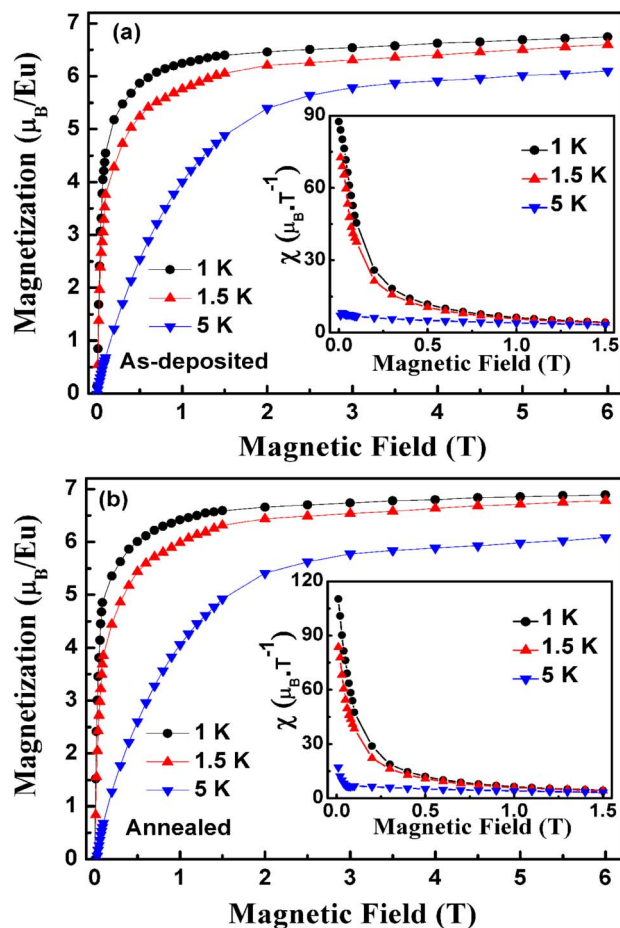 (a)
Magnetization (μB/Eu)
7
6
5
4
3
2
1
0
0
1
2
3
4
5
6
Magnetic Field (T)
1 K
1.5 K
5 K
As-deposited
χ (μB.T-1)
90
60
30
0
0.0
0.5
1.0
1.5
Magnetic Field (T)
1 K
1.5 K
5 K
(b)
Magnetization (μB/Eu)
7
6
5
4
3
2
1
0
0
1
2
3
4
5
6
Magnetic Field (T)
1 K
1.5 K
5 K
Annealed
χ (μB.T-1)
120
90
60
30
0
0.0
0.5
1.0
1.5
Magnetic Field (T)
1 K
1.5 K
5 K